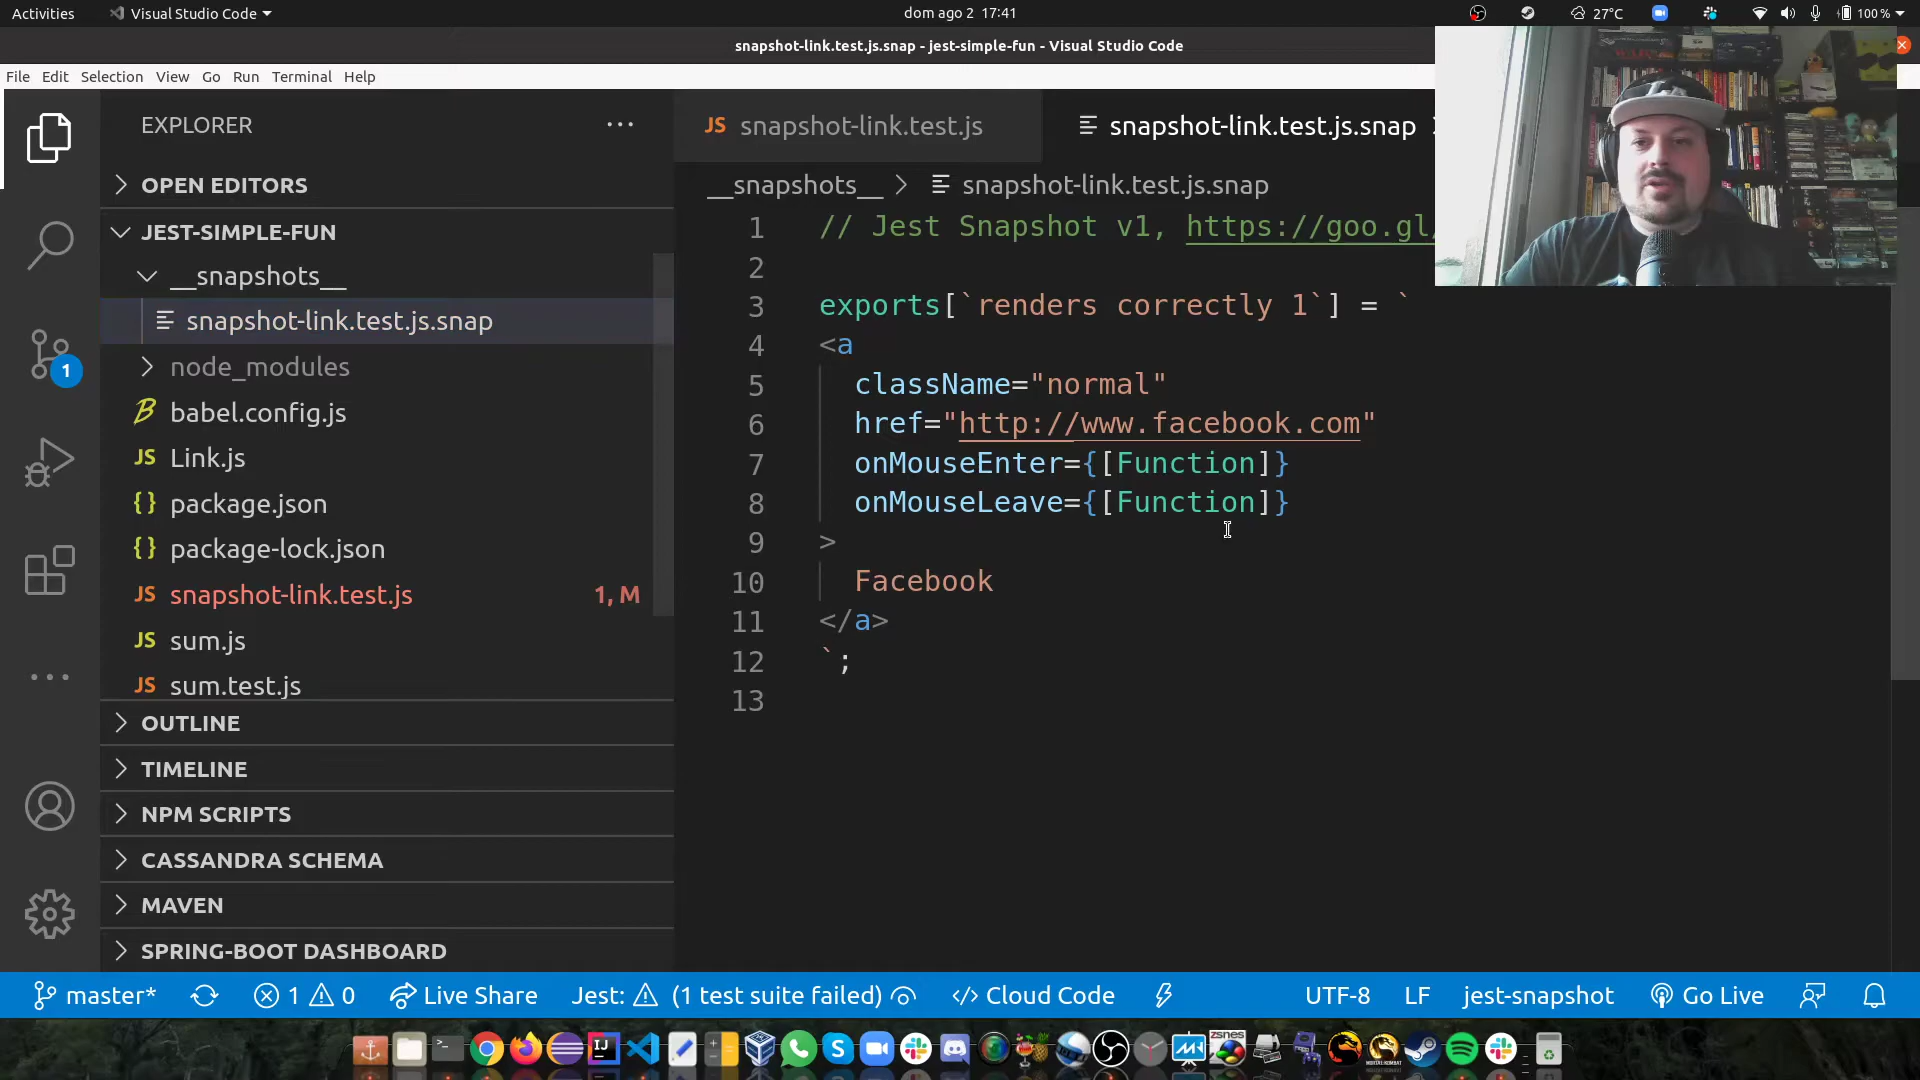 Activities
Visual Studio Code
dom ago 2 17:41
27°C
100 %
snapshot-link.test.js.snap - jest-simple-fun - Visual Studio Code
File Edit Selection View Go Run Terminal Help
EXPLORER
OPEN EDITORS
JEST-SIMPLE-FUN
__snapshots__
snapshot-link.test.js.snap
node_modules
babel.config.js
JS Link.js
{} package.json
{} package-lock.json
JS snapshot-link.test.js 1, M
JS sum.js
JS sum.test.js
OUTLINE
TIMELINE
NPM SCRIPTS
CASSANDRA SCHEMA
MAVEN
SPRING-BOOT DASHBOARD
1
JS snapshot-link.test.js
snapshot-link.test.js.snap
__snapshots__ > snapshot-link.test.js.snap
1 // Jest Snapshot v1, https://goo.gl/
2
3 exports[`renders correctly 1`] = `
4 <a
5 className="normal"
6 href="http://www.facebook.com"
7 onMouseEnter={[Function]}
8 onMouseLeave={[Function]}
9 >
10 Facebook
11 </a>
12 `;
13
master* 1 0 Live Share Jest: (1 test suite failed) Cloud Code UTF-8 LF jest-snapshot Go Live